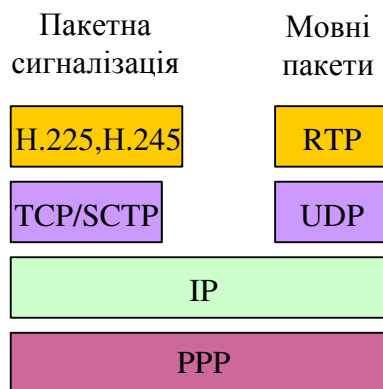 Пакетна
сигналізація
Мовні
пакети
H.225,H.245
RTP
TCP/SCTP
UDP
IP
PPP